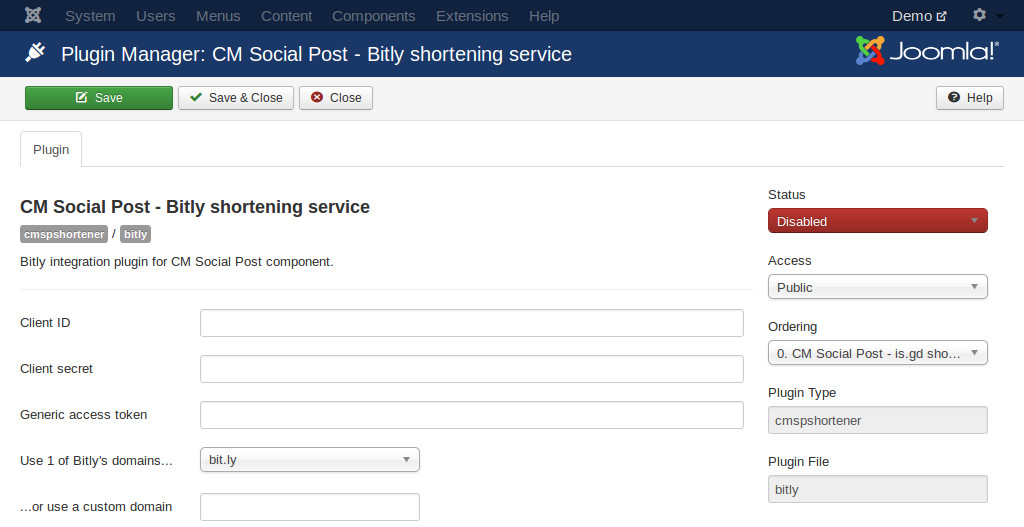 System Users Menus Content Components Extensions Help Demo
Plugin Manager: CM Social Post - Bitly shortening service Joomla!®
Save Save & Close Close Help
Plugin
CM Social Post - Bitly shortening service
cmspshortener / bitly
Bitly integration plugin for CM Social Post component.
Client ID
Client secret
Generic access token
Use 1 of Bitly's domains... bit.ly
...or use a custom domain
Status
Disabled
Access
Public
Ordering
0. CM Social Post - is.gd sho...
Plugin Type
cmspshortener
Plugin File
bitly